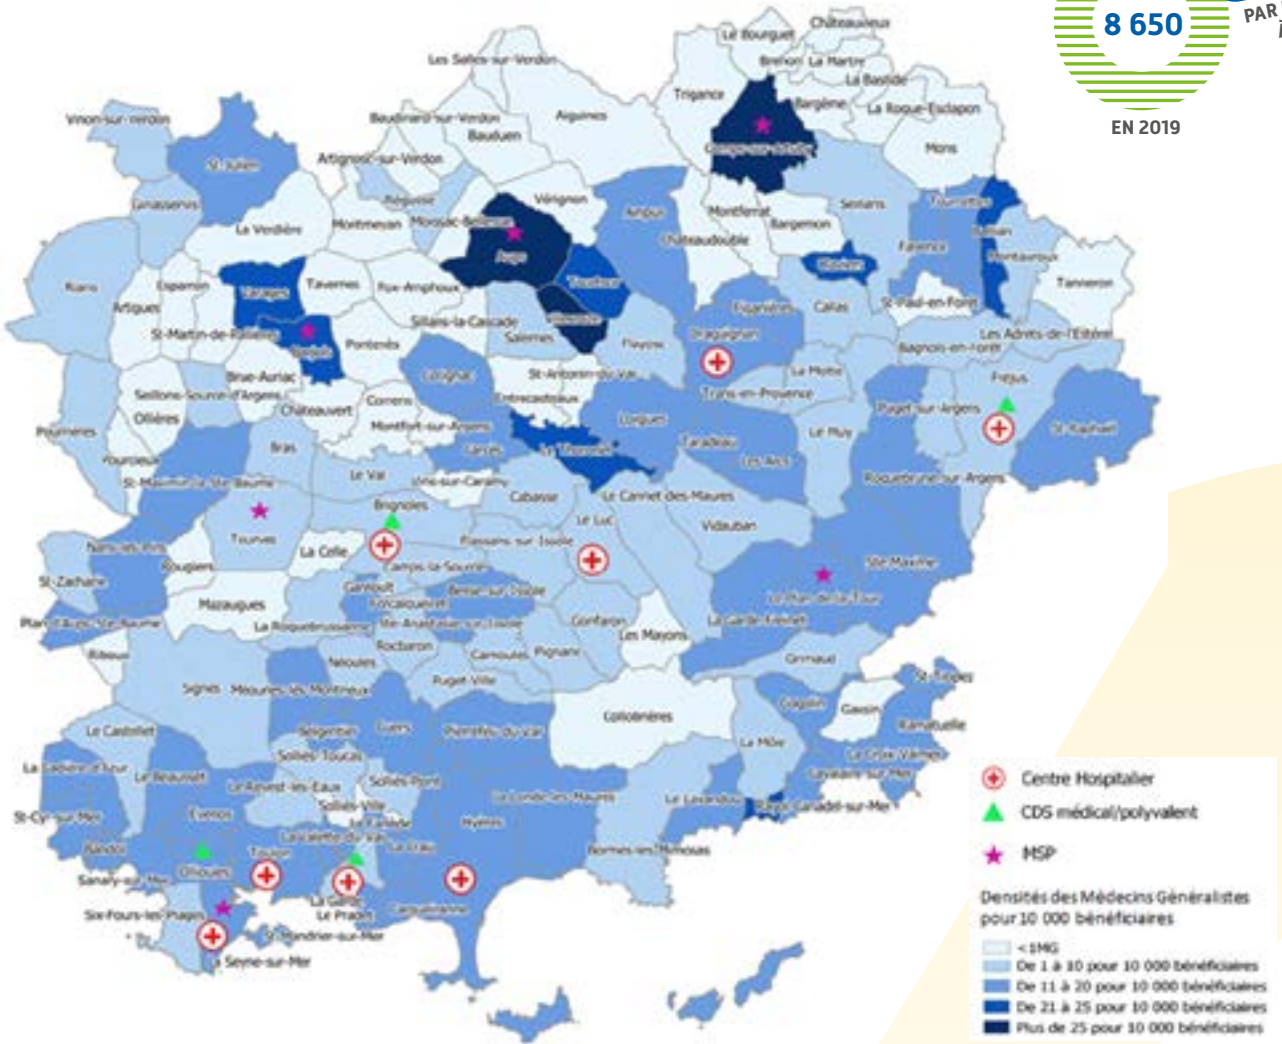 8 650
PAR
EN 2019
Châteauvieux
Le Bourguet
Les Salles-sur-Verdon
Brenon
La Martre
La Bastide
Trigance
Bargème
La Roque-Esclapon
Vinon-sur-Verdon
Baudinard-sur-Verdon
Aiguines
Bauduen
Comps-sur-Artuby
Mons
St-Julien
Artignosc-sur-Verdon
Ginasservis
Régusse
Vérignon
Ampus
Montferrat
Seillans
Tourrettes
Montmeyan
Moissac-Bellevue
Bargemon
La Verdière
Châteaudouble
Fayence
Callian
Montauroux
Aups
Tourtour
Claviers
Tanneron
Rians
Esparron
Varages
Tavernes
Fox-Amphoux
Artigues
Villecroze
Figanières
Callas
St-Paul-en-Forêt
St-Martin-de-Pallières
Sillans-la-Cascade
Salernes
Flayosc
Draguignan
Les Adrets-de-l'Estérel
Barjols
Pontevès
Bagnols-en-Forêt
Brue-Auriac
Cotignac
St-Antonin-du-Var
La Motte
Fréjus
Seillons-Source-d'Argens
Correns
Entrecasteaux
Trans-en-Provence
Ollières
Châteauvert
Lorgues
Puget-sur-Argens
Pourrières
Montfort-sur-Argens
Taradeau
Le Muy
St-Raphaël
Bras
Carcès
Le Thoronet
Les Arcs
Pourcieux
Le Val
Vins-sur-Caramy
Roquebrune-sur-Argens
St-Maximin-la-Ste-Baume
Cabasse
Le Cannet des Maures
Brignoles
Le Luc
Vidauban
Tourves
La Celle
Flassans-sur-Issole
Nans-les-Pins
Rougiers
Camps-la-Source
Ste-Maxime
St-Zacharie
Garéoult
Besse-sur-Issole
Le Plan-de-la-Tour
Mazaugues
Forcalqueiret
Plan-d'Aups-Ste-Baume
La Roquebrussanne
Ste-Anastasie-sur-Issole
Gonfaron
La Garde-Freinet
Les Mayons
Riboux
Rocbaron
Carnoules
Pignans
Grimaud
Néoules
Signes
Méounes-lès-Montrieux
Puget-Ville
St-Tropez
Cogolin
Gassin
Collobrières
Ramatuelle
Le Castellet
Belgentier
Cuers
Pierrefeu-du-Var
La Môle
La Croix-Valmer
Solliès-Toucas
Cavalaire-sur-Mer
La Cadière-d'Azur
Le Beausset
Le Revest-les-Eaux
Solliès-Pont
La Londe-les-Maures
Le Lavandou
Rayol-Canadel-sur-Mer
Solliès-Ville
St-Cyr-sur-Mer
Evenos
La Farlède
Hyères
La Valette-du-Var
La Crau
Bandol
Toulon
Bormes-les-Mimosas
Ollioules
Sanary-sur-Mer
La Garde
Carqueiranne
Six-Fours-les-Plages
Le Pradet
St-Mandrier-sur-Mer
La Seyne-sur-Mer
Centre Hospitalier
CDS médical/polyvalent
MSP
Densités des Médecins Généralistes
pour 10 000 bénéficiaires
<1MG
De 1 à 10 pour 10 000 bénéficiaires
De 11 à 20 pour 10 000 bénéficiaires
De 21 à 25 pour 10 000 bénéficiaires
Plus de 25 pour 10 000 bénéficiaires